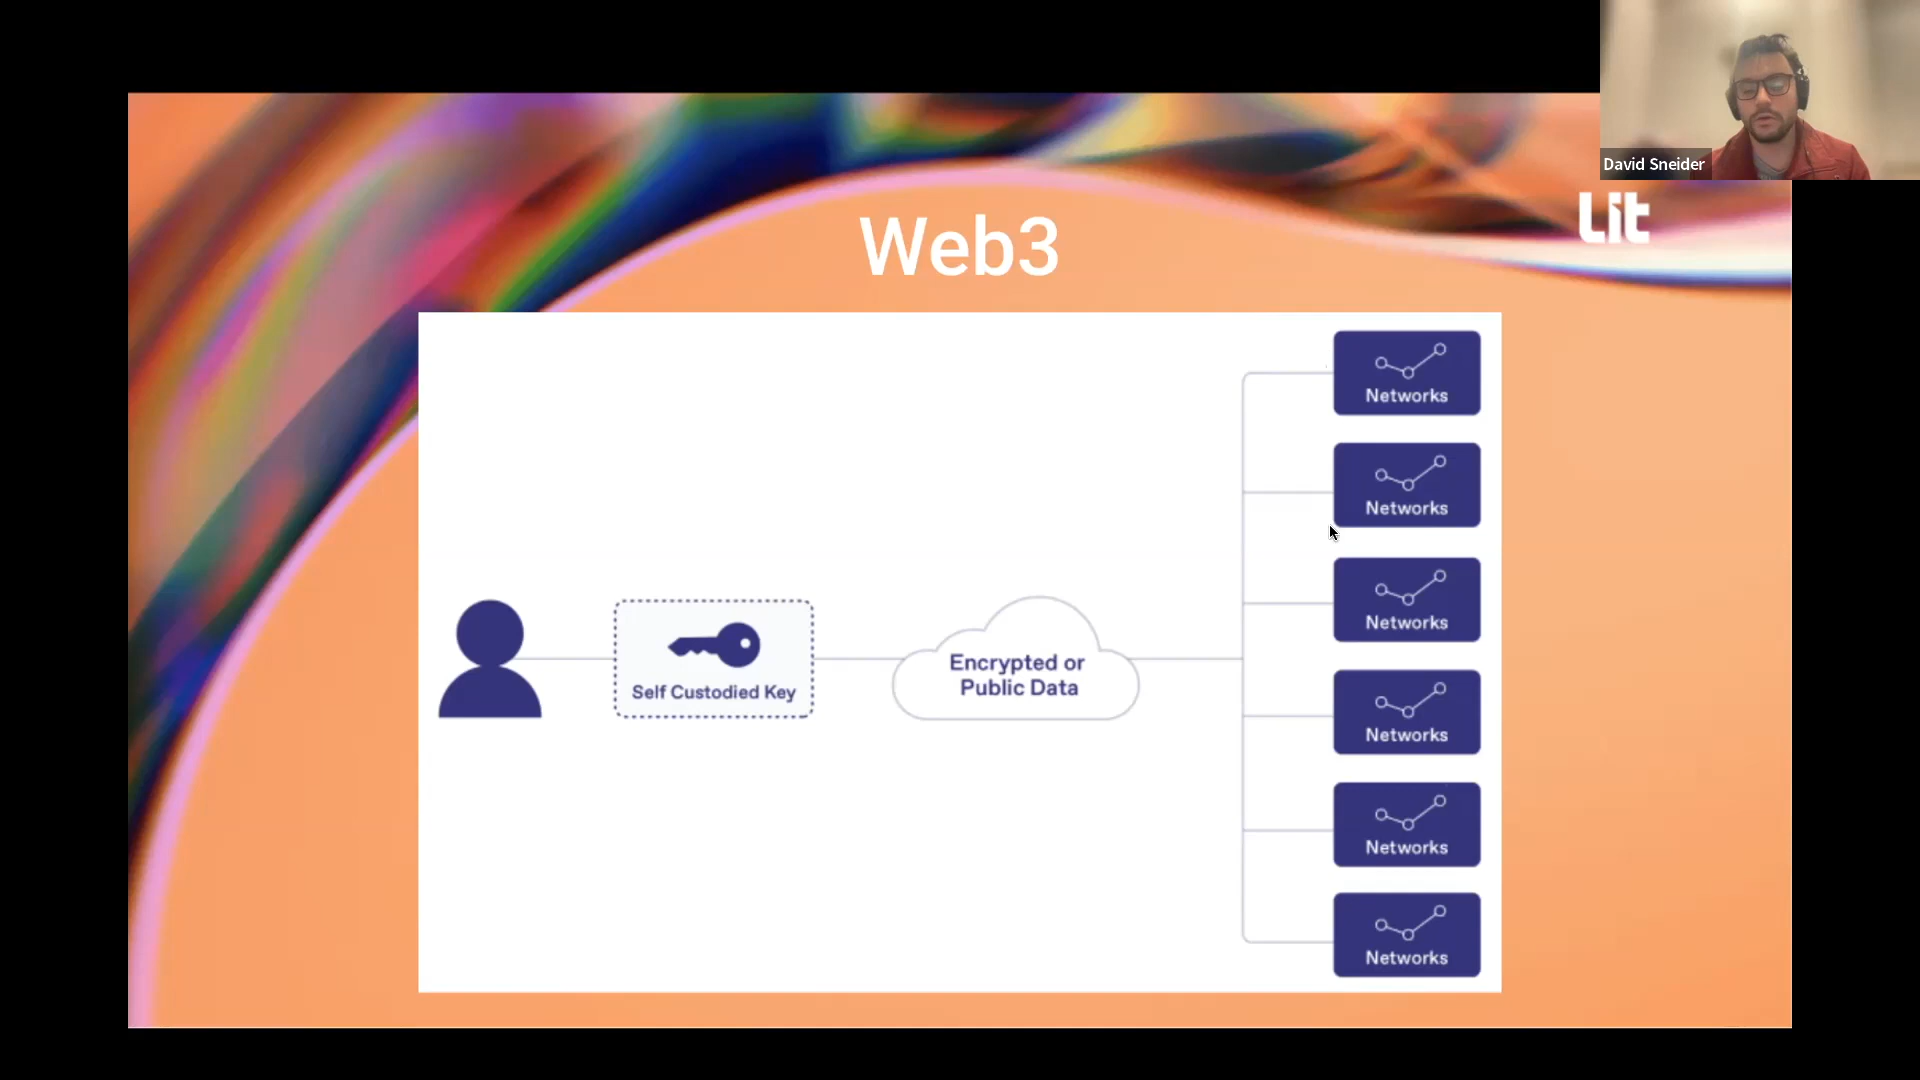 David Sneider
Lit
Web3
Networks
Networks
Networks
Self Custodied Key
Encrypted or
Public Data
Networks
Networks
Networks